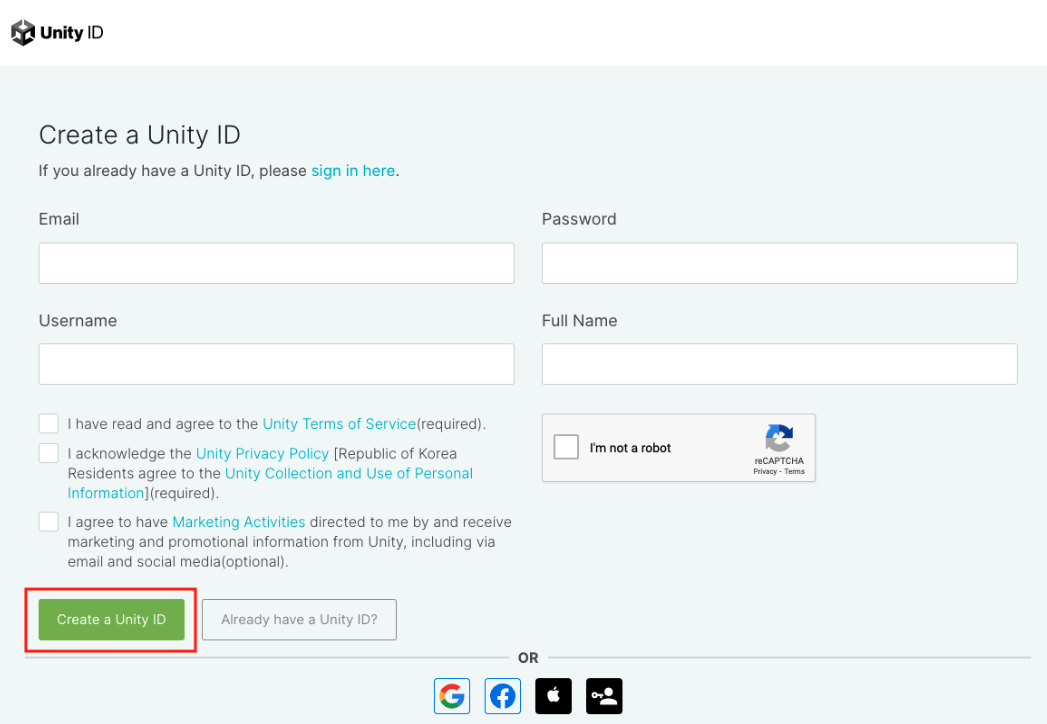 Unity ID
Create a Unity ID
If you already have a Unity ID, please sign in here.
Email
Password
Username
Full Name
I have read and agree to the Unity Terms of Service(required).
I acknowledge the Unity Privacy Policy [Republic of Korea
Residents agree to the Unity Collection and Use of Personal
Information](required).
I agree to have Marketing Activities directed to me by and receive
marketing and promotional information from Unity, including via
email and social media(optional).
I'm not a robot
reCAPTCHA
Privacy - Terms
Create a Unity ID
Already have a Unity ID?
OR